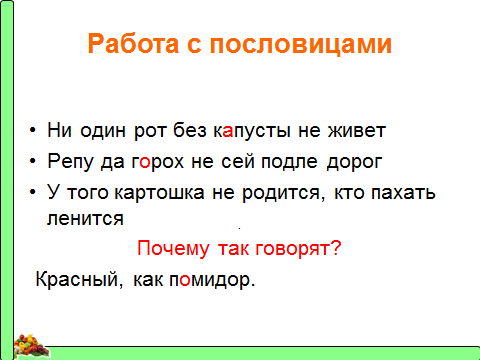 Работа с пословицами
• Ни один рот без капусты не живет
• Репу да горох не сей подле дорог
• У того картошка не родится, кто пахать
ленится
Почему так говорят?
Красный, как помидор.